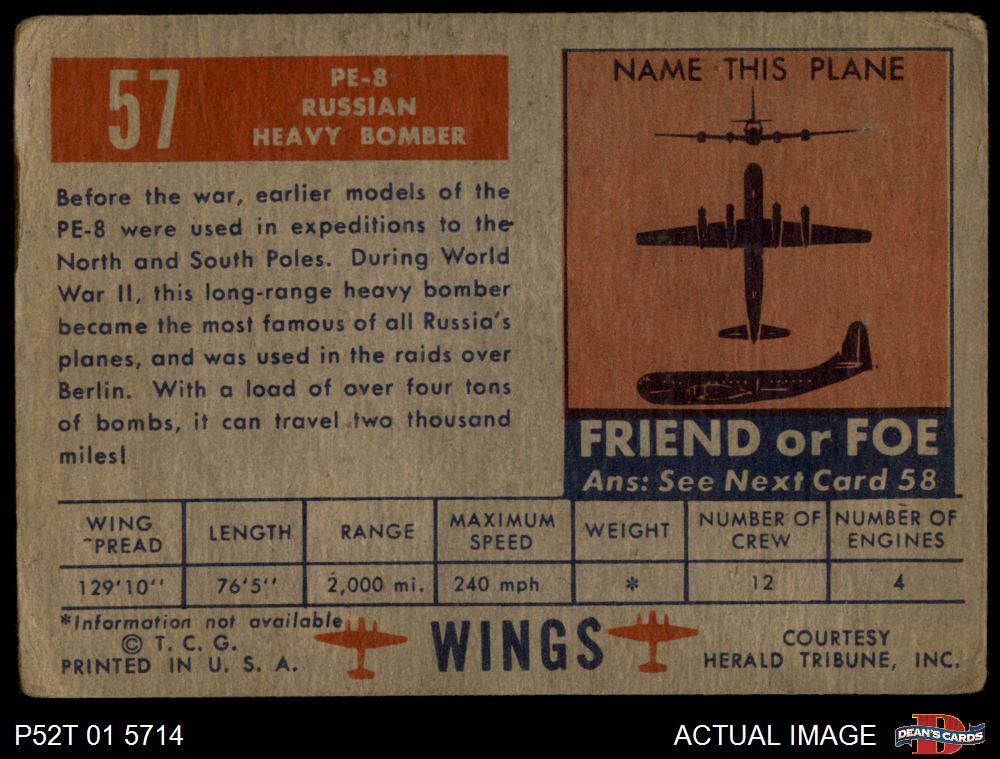 57
PE-8
RUSSIAN
HEAVY BOMBER
Before the war, earlier models of the
PE-8 were used in expeditions to the
North and South Poles. During World
War II, this long-range heavy bomber
became the most famous of all Russia's
planes, and was used in the raids over
Berlin. With a load of over four tons
of bombs, it can travel two thousand
miles!
NAME THIS PLANE
FRIEND or FOE
Ans: See Next Card 58
WING
PREAD
LENGTH
RANGE
MAXIMUM
SPEED
WEIGHT
NUMBER OF
CREW
NUMBER OF
ENGINES
129'10''
76'5''
2,000 mi.
240 mph
*
12
4
*Information not available
© T. C. G.
PRINTED IN U. S. A.
WINGS
COURTESY
HERALD TRIBUNE, INC.
P52T 01 5714
ACTUAL IMAGE
DEAN'S CARDS